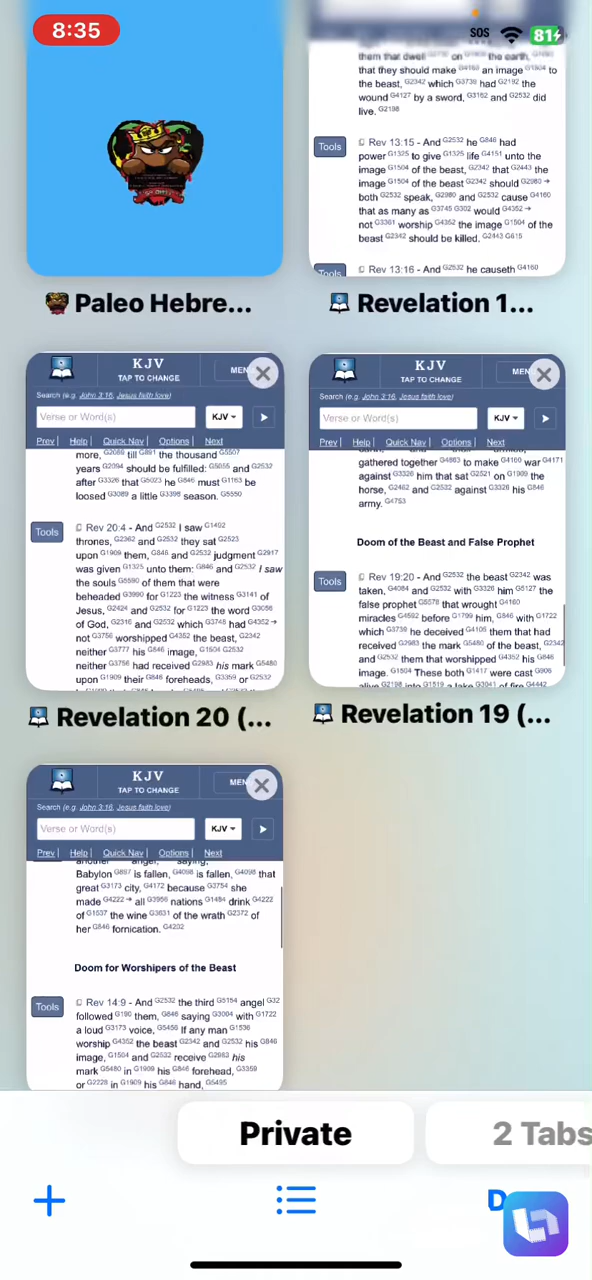 8:35
SOS
81
them that dwell G2730 on G1909 the earth,
that they should make G4160 an image G1504 to
the beast, G2342 which G3739 had G2192 the
wound G4127 by a sword, G3162 and G2532 did
live. G2198
Tools
Rev 13:15 - And G2532 he G846 had
power G1325 to give G1325 life G4151 unto the
image G1504 of the beast, G2342 that G2443 the
image G1504 of the beast G2342 should G2980 →
both G2532 speak, G2980 and G2532 cause G4160
that as many as G3745 G302 would G4352 →
not G3361 worship G4352 the image G1504 of the
beast G2342 should be killed. G2443 G615
Tools
Rev 13:16 - And G2532 he causeth G4160
Paleo Hebre...
Revelation 1...
KJV
TAP TO CHANGE
MEN
Search (e.g. John 3:16, Jesus faith love)
Verse or Word(s)
KJV
Prev | Help | Quick Nav | Options | Next
more, G2089 till G891 the thousand G5507
years G2094 should be fulfilled: G5055 and G2532
after G3326 that G5023 he G846 must G1163 be
loosed G3089 a little G3398 season. G5550
Tools
Rev 20:4 - And G2532 I saw G1492
thrones, G2362 and G2532 they sat G2523
upon G1909 them, G846 and G2532 judgment G2917
was given G1325 unto them: G846 and G2532 I saw
the souls G5590 of them that were
beheaded G3990 for G1223 the witness G3141 of
Jesus, G2424 and G2532 for G1223 the word G3056
of God, G2316 and G2532 which G3748 had G4352 →
not G3756 worshipped G4352 the beast, G2342
neither G3777 his G846 image, G1504 →
neither G3756 had received G2983 his mark G5480
upon G1909 their G846 foreheads, G3359 or G2532
Revelation 20 (...
KJV
TAP TO CHANGE
MEN
Search (e.g. John 3:16, Jesus faith love)
Verse or Word(s)
KJV
Prev | Help | Quick Nav | Options | Next
gathered together G4863 to make G4160 war G4171
against G3326 him that sat G2521 on G1909 the
horse, G2462 and G2532 against G3326 his G846
army. G4753
Doom of the Beast and False Prophet
Tools
Rev 19:20 - And G2532 the beast G2342 was
taken, G4084 and G2532 with G3326 him G5127 the
false prophet G5578 that wrought G4160
miracles G4592 before G1799 him, G846 with G1722
which G3739 he deceived G4105 them that had
received G2983 the mark G5480 of the beast, G2342
and G2532 them that worshipped G4352 his G846
image. G1504 These both G1417 were cast G906
alive G2198 into G1519 a lake G3041 of fire G4442
Revelation 19 (...
KJV
TAP TO CHANGE
MEN
Search (e.g. John 3:16, Jesus faith love)
Verse or Word(s)
KJV
Prev | Help | Quick Nav | Options | Next
Babylon G897 is fallen, G4098 is fallen, G4098 that
great G3173 city, G4172 because G3754 she
made G4222 → all G3956 nations G1484 drink G4222
of G1537 the wine G3631 of the wrath G2372 of
her G846 fornication. G4202
Doom for Worshipers of the Beast
Tools
Rev 14:9 - And G2532 the third G5154 angel G32
followed G190 them, G846 saying G3004 with G1722
a loud G3173 voice, G5456 If any man G1536
worship G4352 the beast G2342 and G2532 his G846
image, G1504 and G2532 receive G2983 his
mark G5480 in G1909 his G846 forehead, G3359
or G2228 in G1909 his G846 hand, G5495
Private
2 Tabs
D